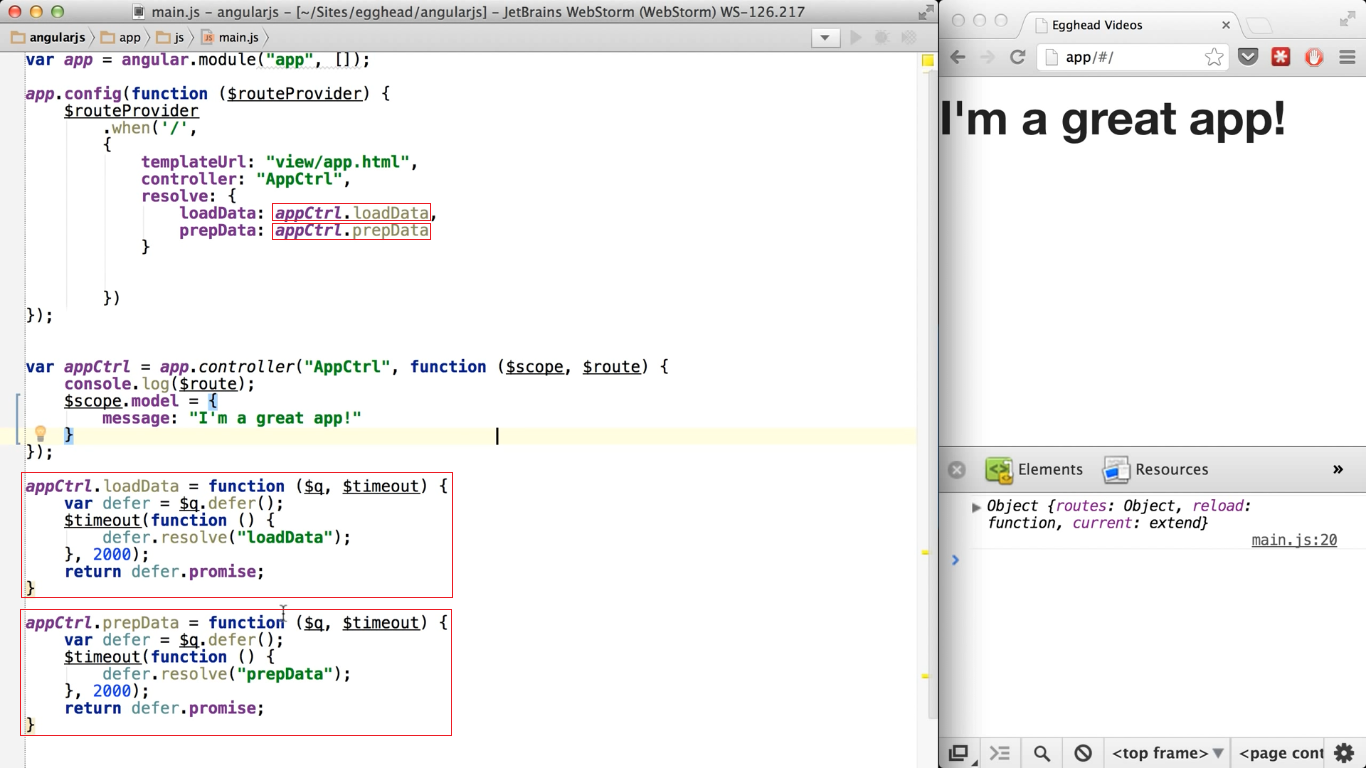 main.js – angularjs – [~/Sites/egghead/angularjs] – JetBrains WebStorm (WebStorm) WS-126.217
angularjs app js main.js
var app = angular.module("app", []);
app.config(function ($routeProvider) {
$routeProvider
.when('/',
{
templateUrl: "view/app.html",
controller: "AppCtrl",
resolve: {
loadData: appCtrl.loadData,
prepData: appCtrl.prepData
}
})
});
var appCtrl = app.controller("AppCtrl", function ($scope, $route) {
console.log($route);
$scope.model = {
message: "I'm a great app!"
}
});
appCtrl.loadData = function ($q, $timeout) {
var defer = $q.defer();
$timeout(function () {
defer.resolve("loadData");
}, 2000);
return defer.promise;
}
appCtrl.prepData = function ($q, $timeout) {
var defer = $q.defer();
$timeout(function () {
defer.resolve("prepData");
}, 2000);
return defer.promise;
}
Egghead Videos
app/#/
I'm a great app!
Elements Resources »
Object {routes: Object, reload:
function, current: extend}
main.js:20
<top frame> <page cont